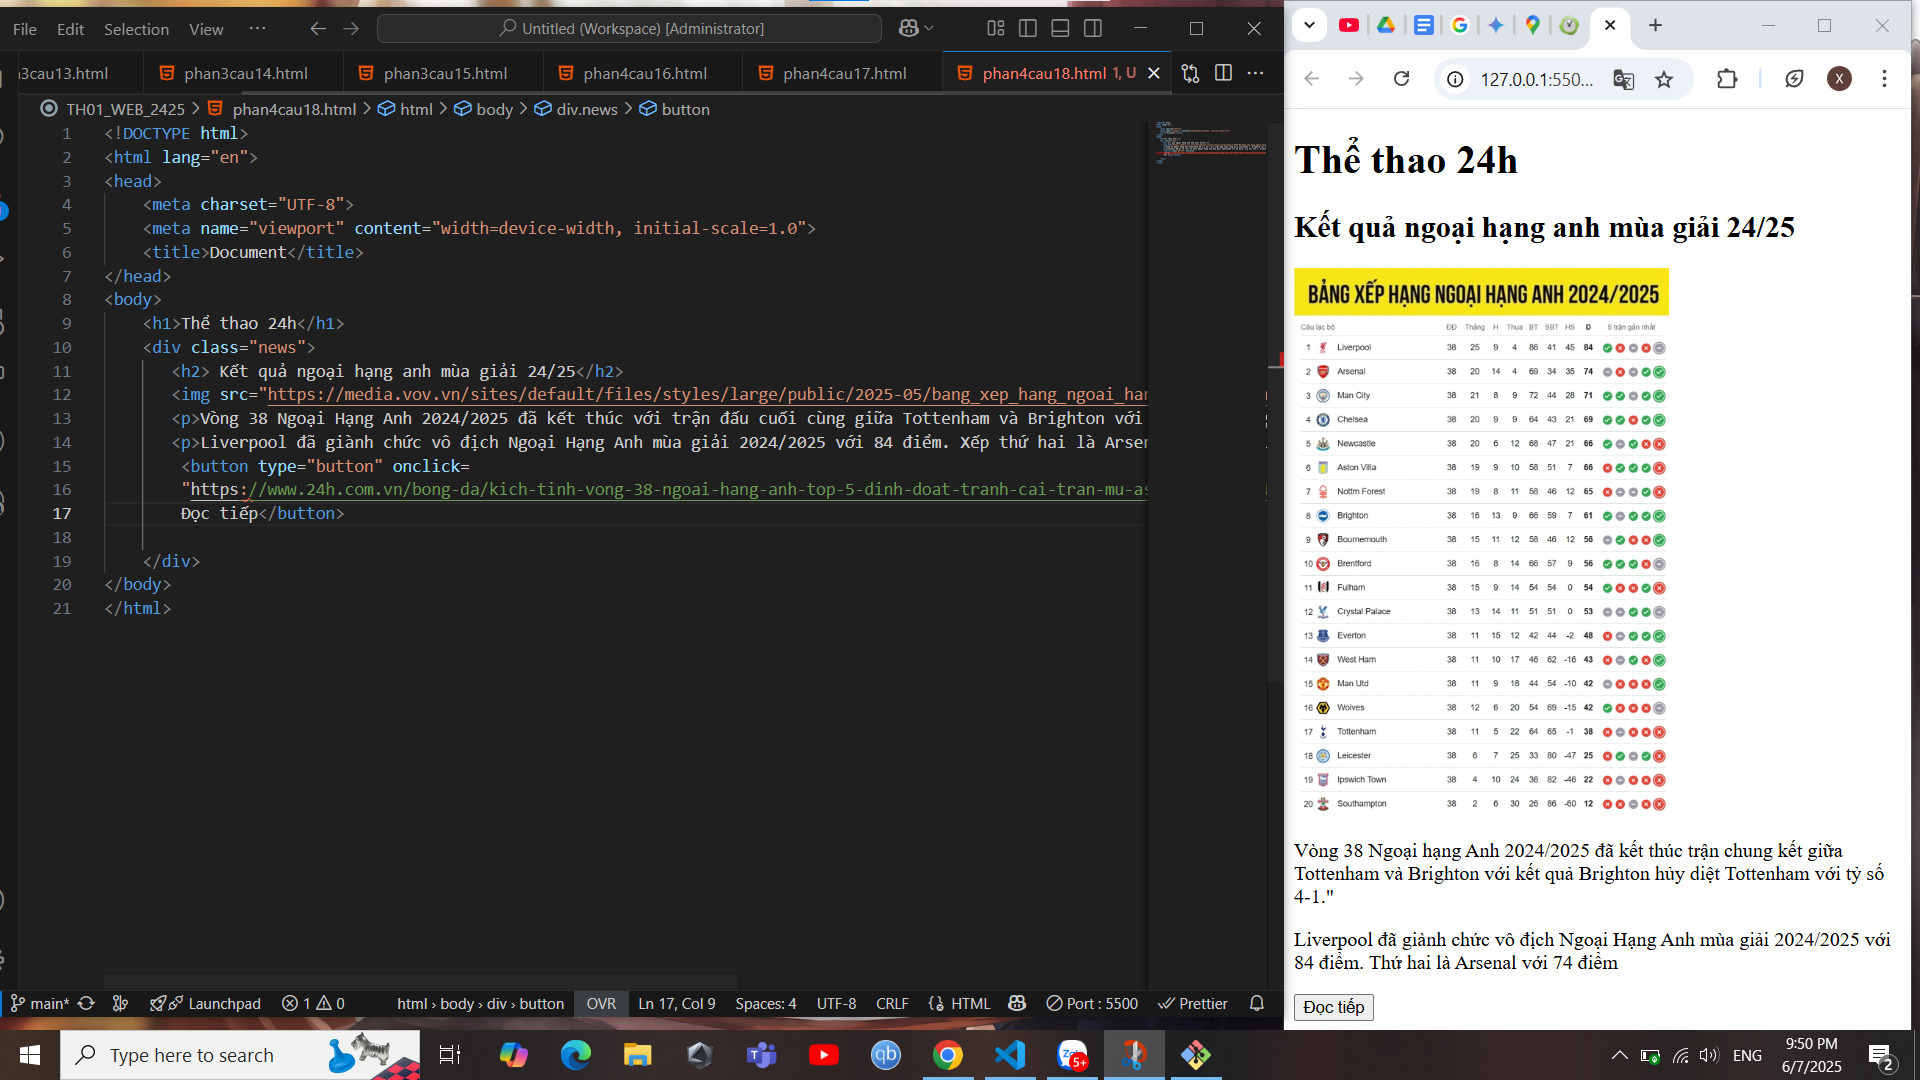 File Edit Selection View ··· Untitled (Workspace) [Administrator]
3cau13.html phan3cau14.html phan3cau15.html phan4cau16.html phan4cau17.html phan4cau18.html 1, U
TH01_WEB_2425 > phan4cau18.html > html > body > div.news > button
1 <!DOCTYPE html>
2 <html lang="en">
3 <head>
4 <meta charset="UTF-8">
5 <meta name="viewport" content="width=device-width, initial-scale=1.0">
6 <title>Document</title>
7 </head>
8 <body>
9 <h1>Thể thao 24h</h1>
10 <div class="news">
11 <h2> Kết quả ngoại hạng anh mùa giải 24/25</h2>
12 <img src="https://media.vov.vn/sites/default/files/styles/large/public/2025-05/bang_xep_hang_ngoai_har
13 <p>Vòng 38 Ngoại Hạng Anh 2024/2025 đã kết thúc với trận đấu cuối cùng giữa Tottenham và Brighton với
14 <p>Liverpool đã giành chức vô địch Ngoại Hạng Anh mùa giải 2024/2025 với 84 điểm. Xếp thứ hai là Arser
15 <button type="button" onclick=
16 "https://www.24h.com.vn/bong-da/kich-tinh-vong-38-ngoai-hang-anh-top-5-dinh-doat-tranh-cai-tran-mu-as
17 Đọc tiếp</button>
18
19 </div>
20 </body>
21 </html>
main* Launchpad 1 0 html › body › div › button OVR Ln 17, Col 9 Spaces: 4 UTF-8 CRLF HTML Port : 5500 Prettier
127.0.0.1:550... X
Thể thao 24h
Kết quả ngoại hạng anh mùa giải 24/25
BẢNG XẾP HẠNG NGOẠI HẠNG ANH 2024/2025
Câu lạc bộ ĐĐ Thắng H Thua BT SBT HS Đ 5 trận gần nhất
1 Liverpool 38 25 9 4 86 41 45 84
2 Arsenal 38 20 14 4 69 34 35 74
3 Man City 38 21 8 9 72 44 28 71
4 Chelsea 38 20 9 9 64 43 21 69
5 Newcastle 38 20 6 12 68 47 21 66
6 Aston Villa 38 19 9 10 58 51 7 66
7 Nottm Forest 38 19 8 11 58 46 12 65
8 Brighton 38 16 13 9 66 59 7 61
9 Bournemouth 38 15 11 12 58 46 12 56
10 Brentford 38 16 8 14 66 57 9 56
11 Fulham 38 15 9 14 54 54 0 54
12 Crystal Palace 38 13 14 11 51 51 0 53
13 Everton 38 11 15 12 42 44 -2 48
14 West Ham 38 11 10 17 46 62 -16 43
15 Man Utd 38 11 9 18 44 54 -10 42
16 Wolves 38 12 6 20 54 69 -15 42
17 Tottenham 38 11 5 22 64 65 -1 38
18 Leicester 38 6 7 25 33 80 -47 25
19 Ipswich Town 38 4 10 24 36 82 -46 22
20 Southampton 38 2 6 30 26 86 -60 12
Vòng 38 Ngoại hạng Anh 2024/2025 đã kết thúc trận chung kết giữa
Tottenham và Brighton với kết quả Brighton hủy diệt Tottenham với tỷ số
4-1."
Liverpool đã giành chức vô địch Ngoại Hạng Anh mùa giải 2024/2025 với
84 điểm. Thứ hai là Arsenal với 74 điểm
Đọc tiếp
Type here to search qb 5+ ENG 9:50 PM
6/7/2025 2